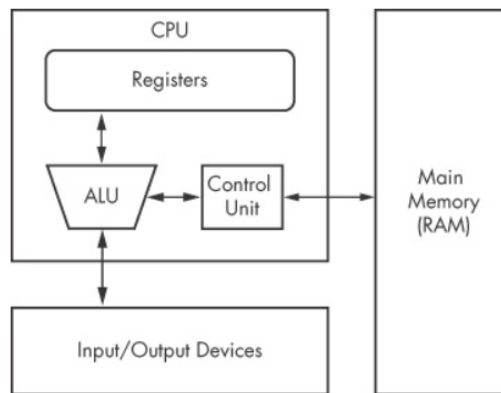 CPU
Registers
ALU
Control
Unit
Main
Memory
(RAM)
Input/Output Devices